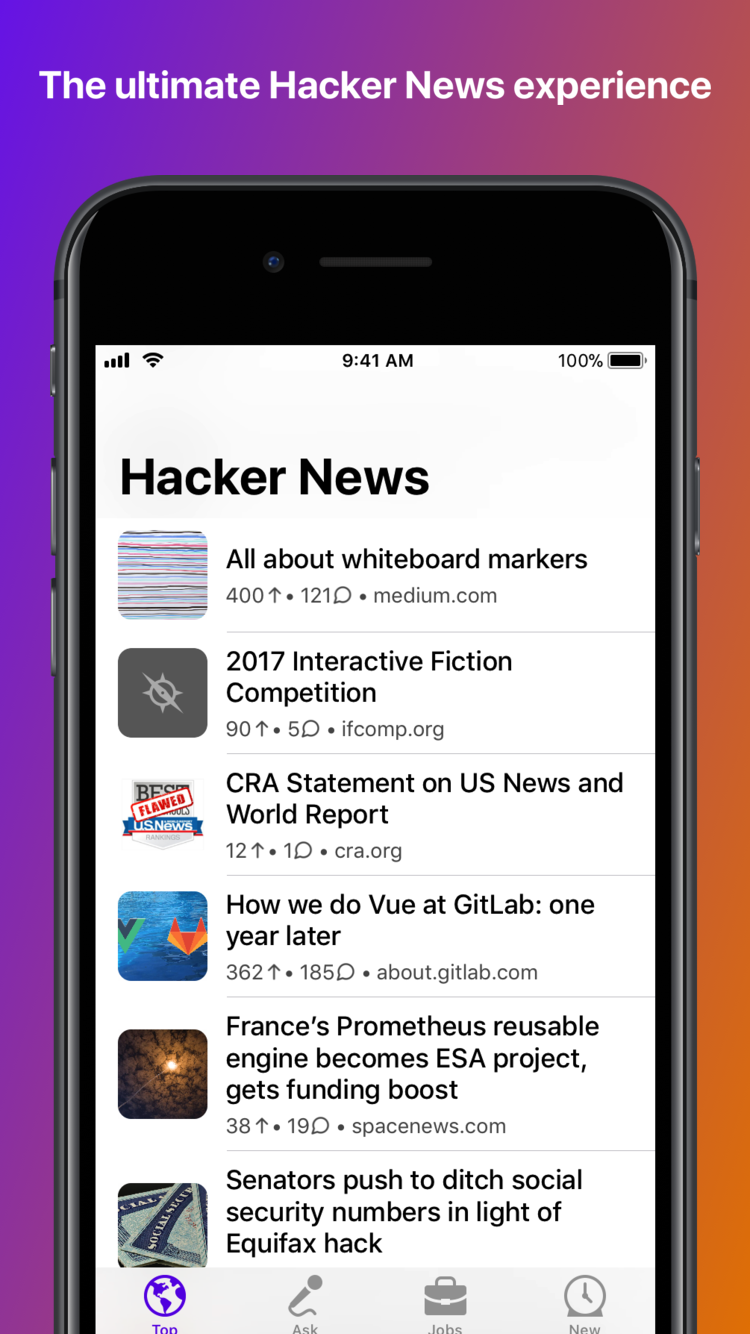 The ultimate Hacker News experience
9:41 AM
100%
Hacker News
All about whiteboard markers
400↑ • 121 • medium.com
2017 Interactive Fiction
Competition
90↑ • 5 • ifcomp.org
BEST
FLAWED
U.S.News
RANKINGS
CRA Statement on US News and
World Report
12↑ • 1 • cra.org
How we do Vue at GitLab: one
year later
362↑ • 185 • about.gitlab.com
France’s Prometheus reusable
engine becomes ESA project,
gets funding boost
38↑ • 19 • spacenews.com
SOCIAL SECUR
Senators push to ditch social
security numbers in light of
Equifax hack
Top
Ask
Jobs
New